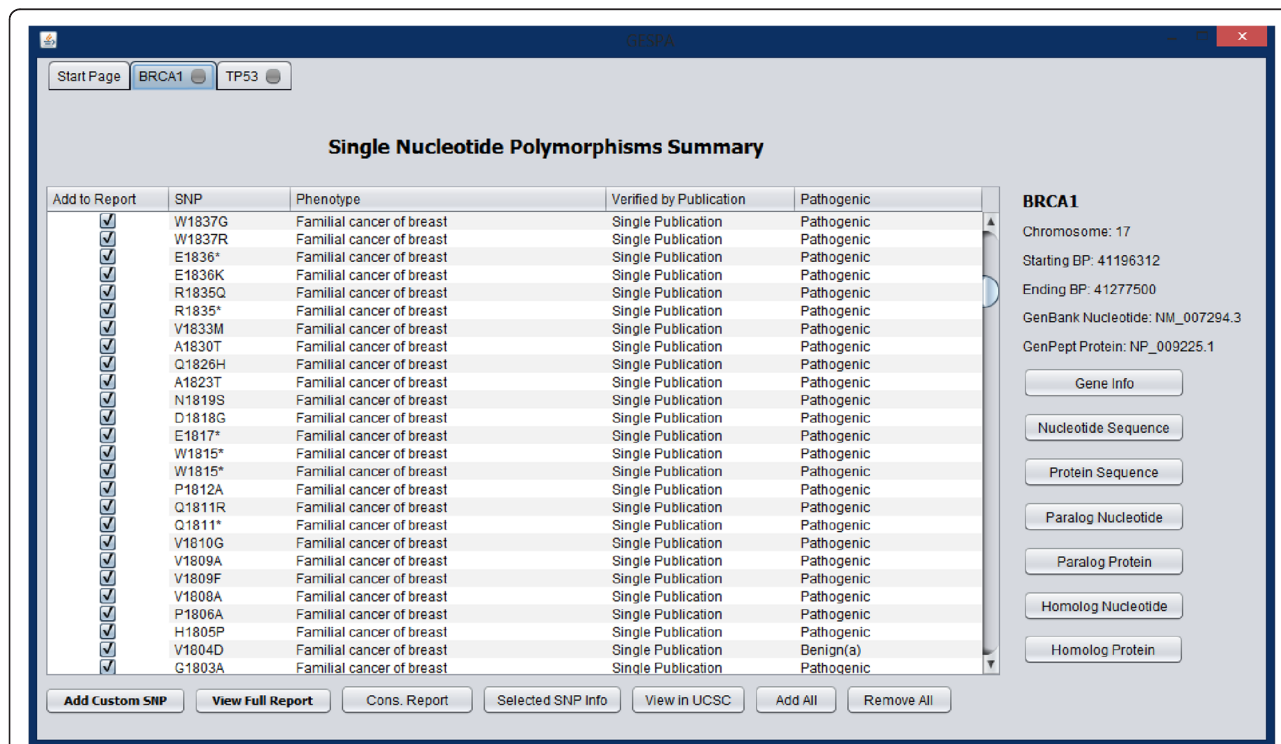 GESPA
Start Page BRCA1 TP53
Single Nucleotide Polymorphisms Summary
Add to Report SNP Phenotype Verified by Publication Pathogenic
W1837G Familial cancer of breast Single Publication Pathogenic
W1837R Familial cancer of breast Single Publication Pathogenic
E1836* Familial cancer of breast Single Publication Pathogenic
E1836K Familial cancer of breast Single Publication Pathogenic
R1835Q Familial cancer of breast Single Publication Pathogenic
R1835* Familial cancer of breast Single Publication Pathogenic
V1833M Familial cancer of breast Single Publication Pathogenic
A1830T Familial cancer of breast Single Publication Pathogenic
Q1826H Familial cancer of breast Single Publication Pathogenic
A1823T Familial cancer of breast Single Publication Pathogenic
N1819S Familial cancer of breast Single Publication Pathogenic
D1818G Familial cancer of breast Single Publication Pathogenic
E1817* Familial cancer of breast Single Publication Pathogenic
W1815* Familial cancer of breast Single Publication Pathogenic
W1815* Familial cancer of breast Single Publication Pathogenic
P1812A Familial cancer of breast Single Publication Pathogenic
Q1811R Familial cancer of breast Single Publication Pathogenic
Q1811* Familial cancer of breast Single Publication Pathogenic
V1810G Familial cancer of breast Single Publication Pathogenic
V1809A Familial cancer of breast Single Publication Pathogenic
V1809F Familial cancer of breast Single Publication Pathogenic
V1808A Familial cancer of breast Single Publication Pathogenic
P1806A Familial cancer of breast Single Publication Pathogenic
H1805P Familial cancer of breast Single Publication Pathogenic
V1804D Familial cancer of breast Single Publication Benign(a)
G1803A Familial cancer of breast Single Publication Pathogenic
Add Custom SNP View Full Report Cons. Report Selected SNP Info View in UCSC Add All Remove All
BRCA1
Chromosome: 17
Starting BP: 41196312
Ending BP: 41277500
GenBank Nucleotide: NM_007294.3
GenPept Protein: NP_009225.1
Gene Info
Nucleotide Sequence
Protein Sequence
Paralog Nucleotide
Paralog Protein
Homolog Nucleotide
Homolog Protein